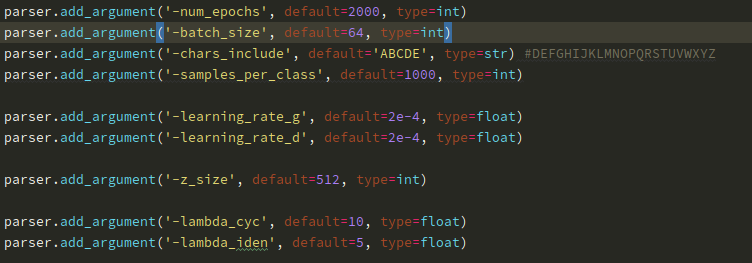 parser.add_argument('-num_epochs', default=2000, type=int)
parser.add_argument('-batch_size', default=64, type=int)
parser.add_argument('-chars_include', default='ABCDE', type=str) #DEFGHIJKLMNOPQRSTUVWXYZ
parser.add_argument('-samples_per_class', default=1000, type=int)
parser.add_argument('-learning_rate_g', default=2e-4, type=float)
parser.add_argument('-learning_rate_d', default=2e-4, type=float)
parser.add_argument('-z_size', default=512, type=int)
parser.add_argument('-lambda_cyc', default=10, type=float)
parser.add_argument('-lambda_iden', default=5, type=float)